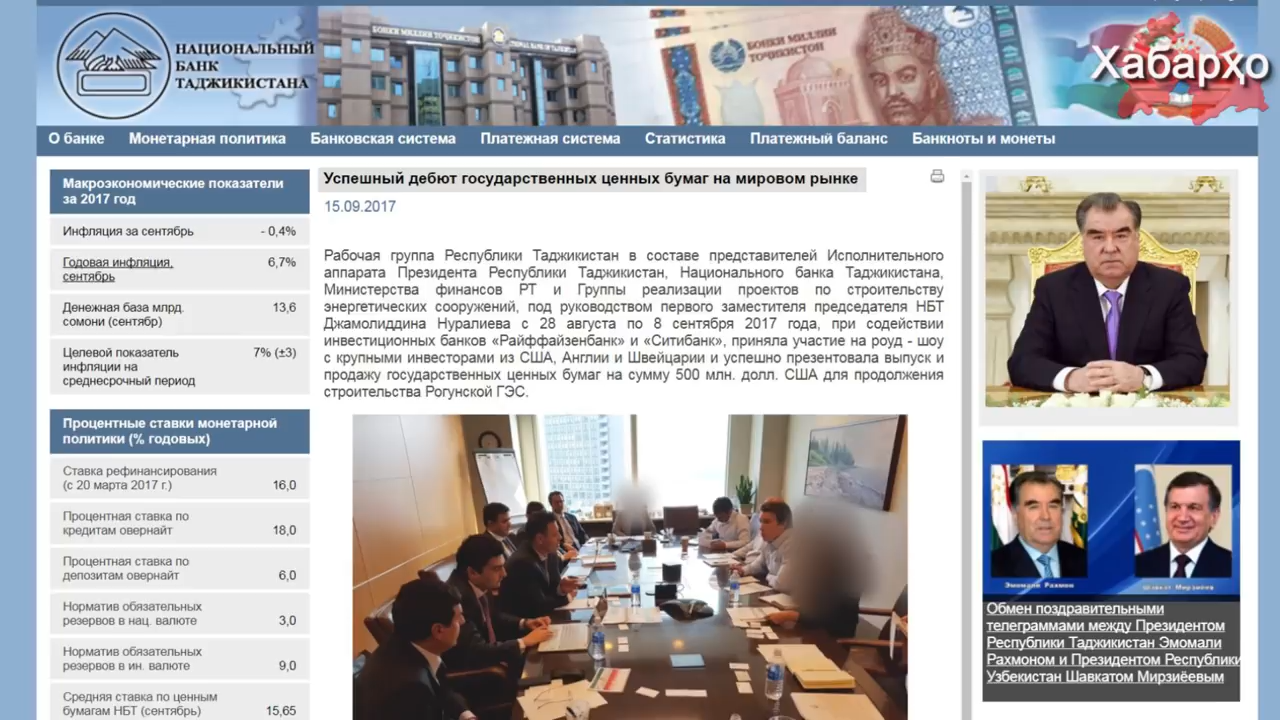 НАЦИОНАЛЬНЫЙ
БАНК
ТАДЖИКИСТАНА
БОНКИ МИЛЛИИ ТОҶИКИСТОН
БОНКИ МИЛЛИИ
ТОҶИКИСТОН
Хабарҳо
О банке Монетарная политика Банковская система Платежная система Статистика Платежный баланс Банкноты и монеты
Макроэкономические показатели
за 2017 год
Инфляция за сентябрь - 0,4%
Годовая инфляция, 6,7%
сентябрь
Денежная база млрд. 13,6
сомони (сентябр)
Целевой показатель 7% (±3)
инфляции на
среднесрочный период
Процентные ставки монетарной
политики (% годовых)
Ставка рефинансирования
(с 20 марта 2017 г.) 16,0
Процентная ставка по
кредитам овернайт 18,0
Процентная ставка по
депозитам овернайт 6,0
Норматив обязательных
резервов в нац. валюте 3,0
Норматив обязательных
резервов в ин. валюте 9,0
Средняя ставка по ценным
бумагам НБТ (сентябрь) 15,65
Успешный дебют государственных ценных бумаг на мировом рынке
15.09.2017
Рабочая группа Республики Таджикистан в составе представителей Исполнительного
аппарата Президента Республики Таджикистан, Национального банка Таджикистана,
Министерства финансов РТ и Группы реализации проектов по строительству
энергетических сооружений, под руководством первого заместителя председателя НБТ
Джамолиддина Нуралиева с 28 августа по 8 сентября 2017 года, при содействии
инвестиционных банков «Райффайзенбанк» и «Ситибанк», приняла участие на роуд - шоу
с крупными инвесторами из США, Англии и Швейцарии и успешно презентовала выпуск и
продажу государственных ценных бумаг на сумму 500 млн. долл. США для продолжения
строительства Рогунской ГЭС.
Эмомалӣ Раҳмон Шавкат Мирзиёев
Обмен поздравительными
телеграммами между Президентом
Республики Таджикистан Эмомали
Рахмоном и Президентом Республики
Узбекистан Шавкатом Мирзиёевым